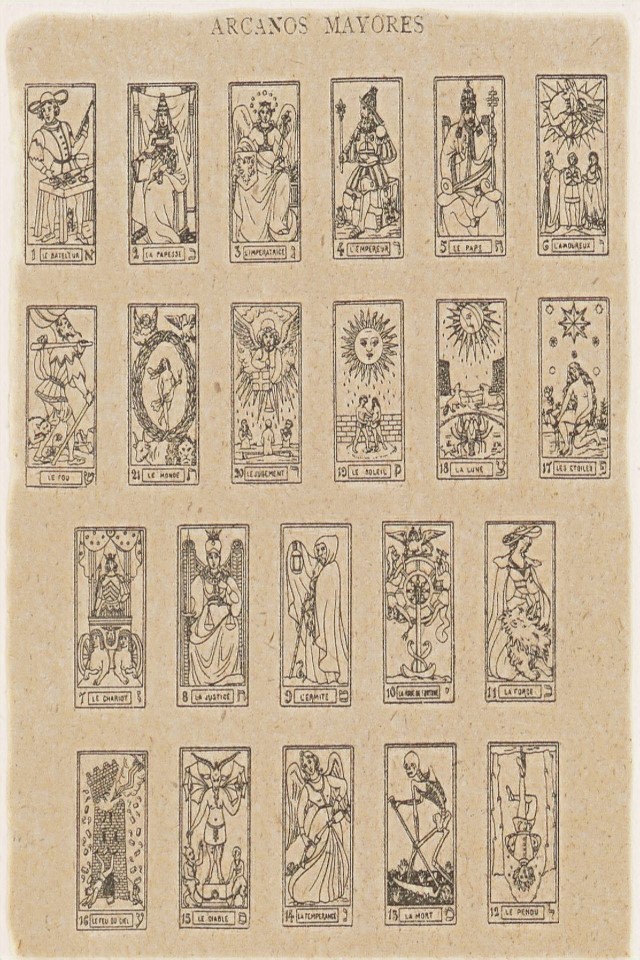 ARCANOS MAYORES
1 LE BATELEUR א
2 LA PAPESSE ב
3 L'IMPERATRICE ג
4 L'EMPEREUR ד
5 LE PAPE ה
6 L'AMOUREUX ו
LE FOU ש
21 LE MONDE ת
20 LE JUGEMENT ר
19 LE SOLEIL ק
18 LA LUNE צ
17 LES ETOILES פ
7 LE CHARIOT ז
8 LA JUSTICE ח
9 L'ERMITE ט
10 LA ROUE DE FORTUNE י
11 LA FORCE כ
16 LE FEU DU CIEL ע
15 LE DIABLE ס
14 LA TEMPERANCE נ
13 LA MORT מ
12 LE PENDU ל